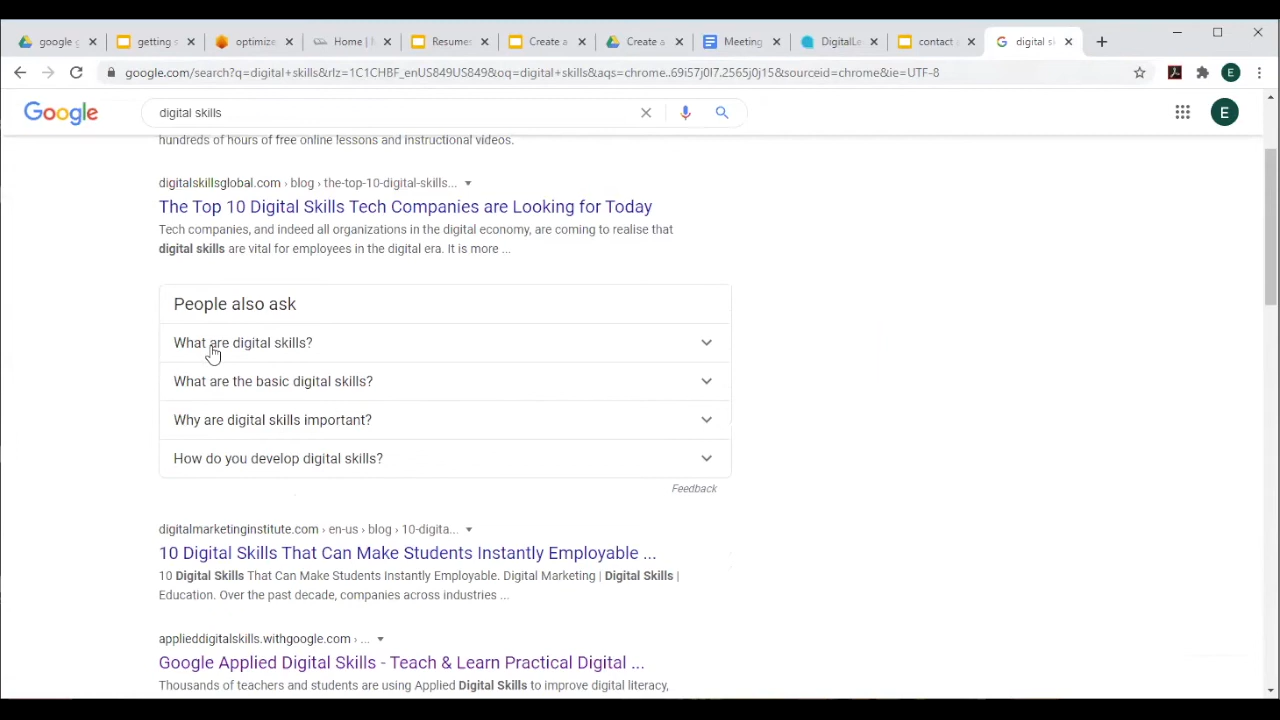 google g
getting s
optimize
Home | I
Resumes
Create a
Create a
Meeting
DigitalLe
contact a
digital sk
google.com/search?q=digital+skills&rlz=1C1CHBF_enUS849US849&oq=digital+skills&aqs=chrome..69i57j0l7.2565j0j15&sourceid=chrome&ie=UTF-8
E
Google
digital skills
E
hundreds of hours of free online lessons and instructional videos.
digitalskillsglobal.com › blog › the-top-10-digital-skills...
The Top 10 Digital Skills Tech Companies are Looking for Today
Tech companies, and indeed all organizations in the digital economy, are coming to realise that
digital skills are vital for employees in the digital era. It is more ...
People also ask
What are digital skills?
What are the basic digital skills?
Why are digital skills important?
How do you develop digital skills?
Feedback
digitalmarketinginstitute.com › en-us › blog › 10-digita...
10 Digital Skills That Can Make Students Instantly Employable ...
10 Digital Skills That Can Make Students Instantly Employable. Digital Marketing | Digital Skills |
Education. Over the past decade, companies across industries ...
applieddigitalskills.withgoogle.com › ...
Google Applied Digital Skills - Teach & Learn Practical Digital ...
Thousands of teachers and students are using Applied Digital Skills to improve digital literacy,